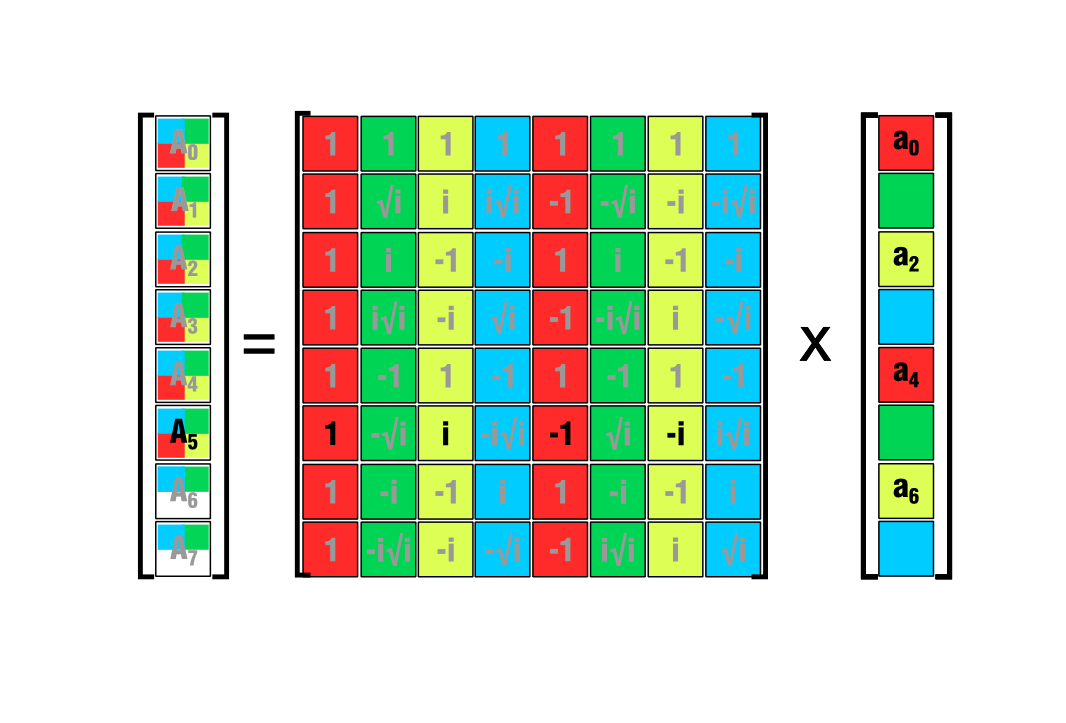 A0 1 1 1 1 1 1 1 1 a0
A1 1 √i i i√i -1 -√i -i -i√i
A2 1 i -1 -i 1 i -1 -i a2
A3 1 i√i -i √i -1 -i√i i -√i
= x
A4 1 -1 1 -1 1 -1 1 -1 a4
A5 1 -√i i -i√i -1 √i -i i√i
A6 1 -i -1 i 1 -i -1 i a6
A7 1 -i√i -i -√i -1 i√i i √i